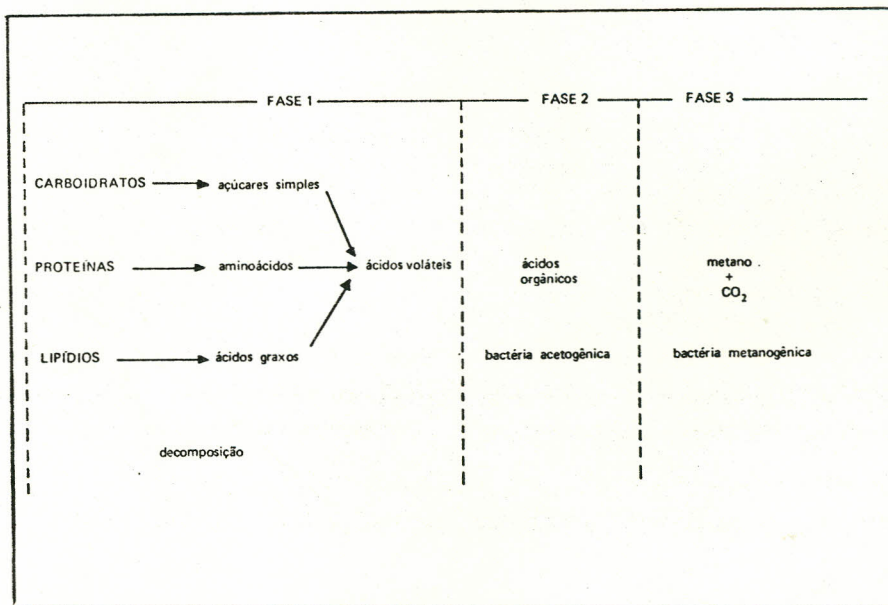 FASE 1 FASE 2 FASE 3
CARBOIDRATOS açúcares simples
PROTEÍNAS aminoácidos ácidos voláteis ácidos orgânicos metano + CO2
LIPÍDIOS ácidos graxos bactéria acetogênica bactéria metanogênica
decomposição